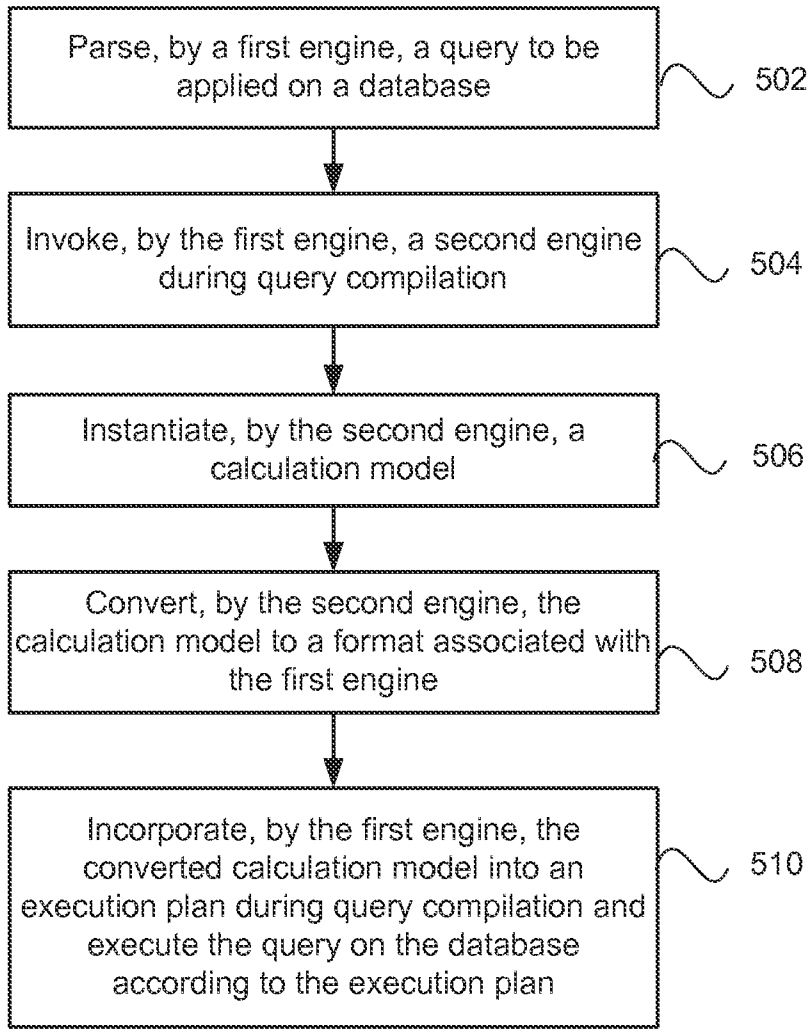 Parse, by a first engine, a query to be
applied on a database
502
Invoke, by the first engine, a second engine
during query compilation
504
Instantiate, by the second engine, a
calculation model
506
Convert, by the second engine, the
calculation model to a format associated with
the first engine
508
Incorporate, by the first engine, the
converted calculation model into an
execution plan during query compilation and
execute the query on the database
according to the execution plan
510